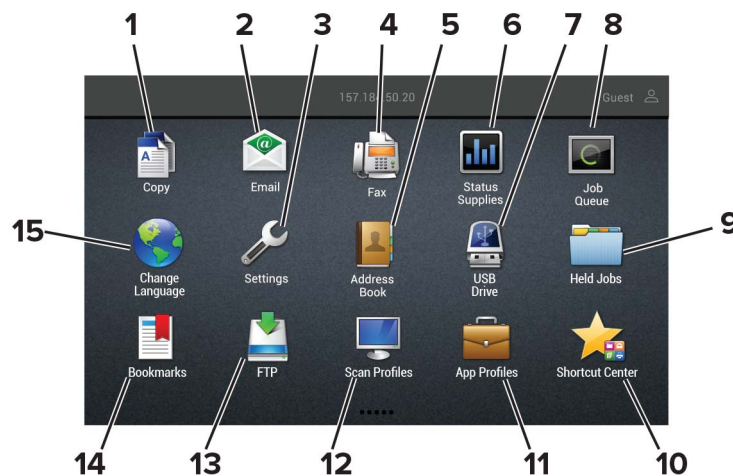 1 2 3 4 5 6 7 8
157.184.50.20 Guest
A @
Copy Email Fax Status Supplies Job Queue
15 9
Change Language Settings Address Book USB Drive Held Jobs
Bookmarks FTP Scan Profiles App Profiles Shortcut Center
14 13 12 11 10